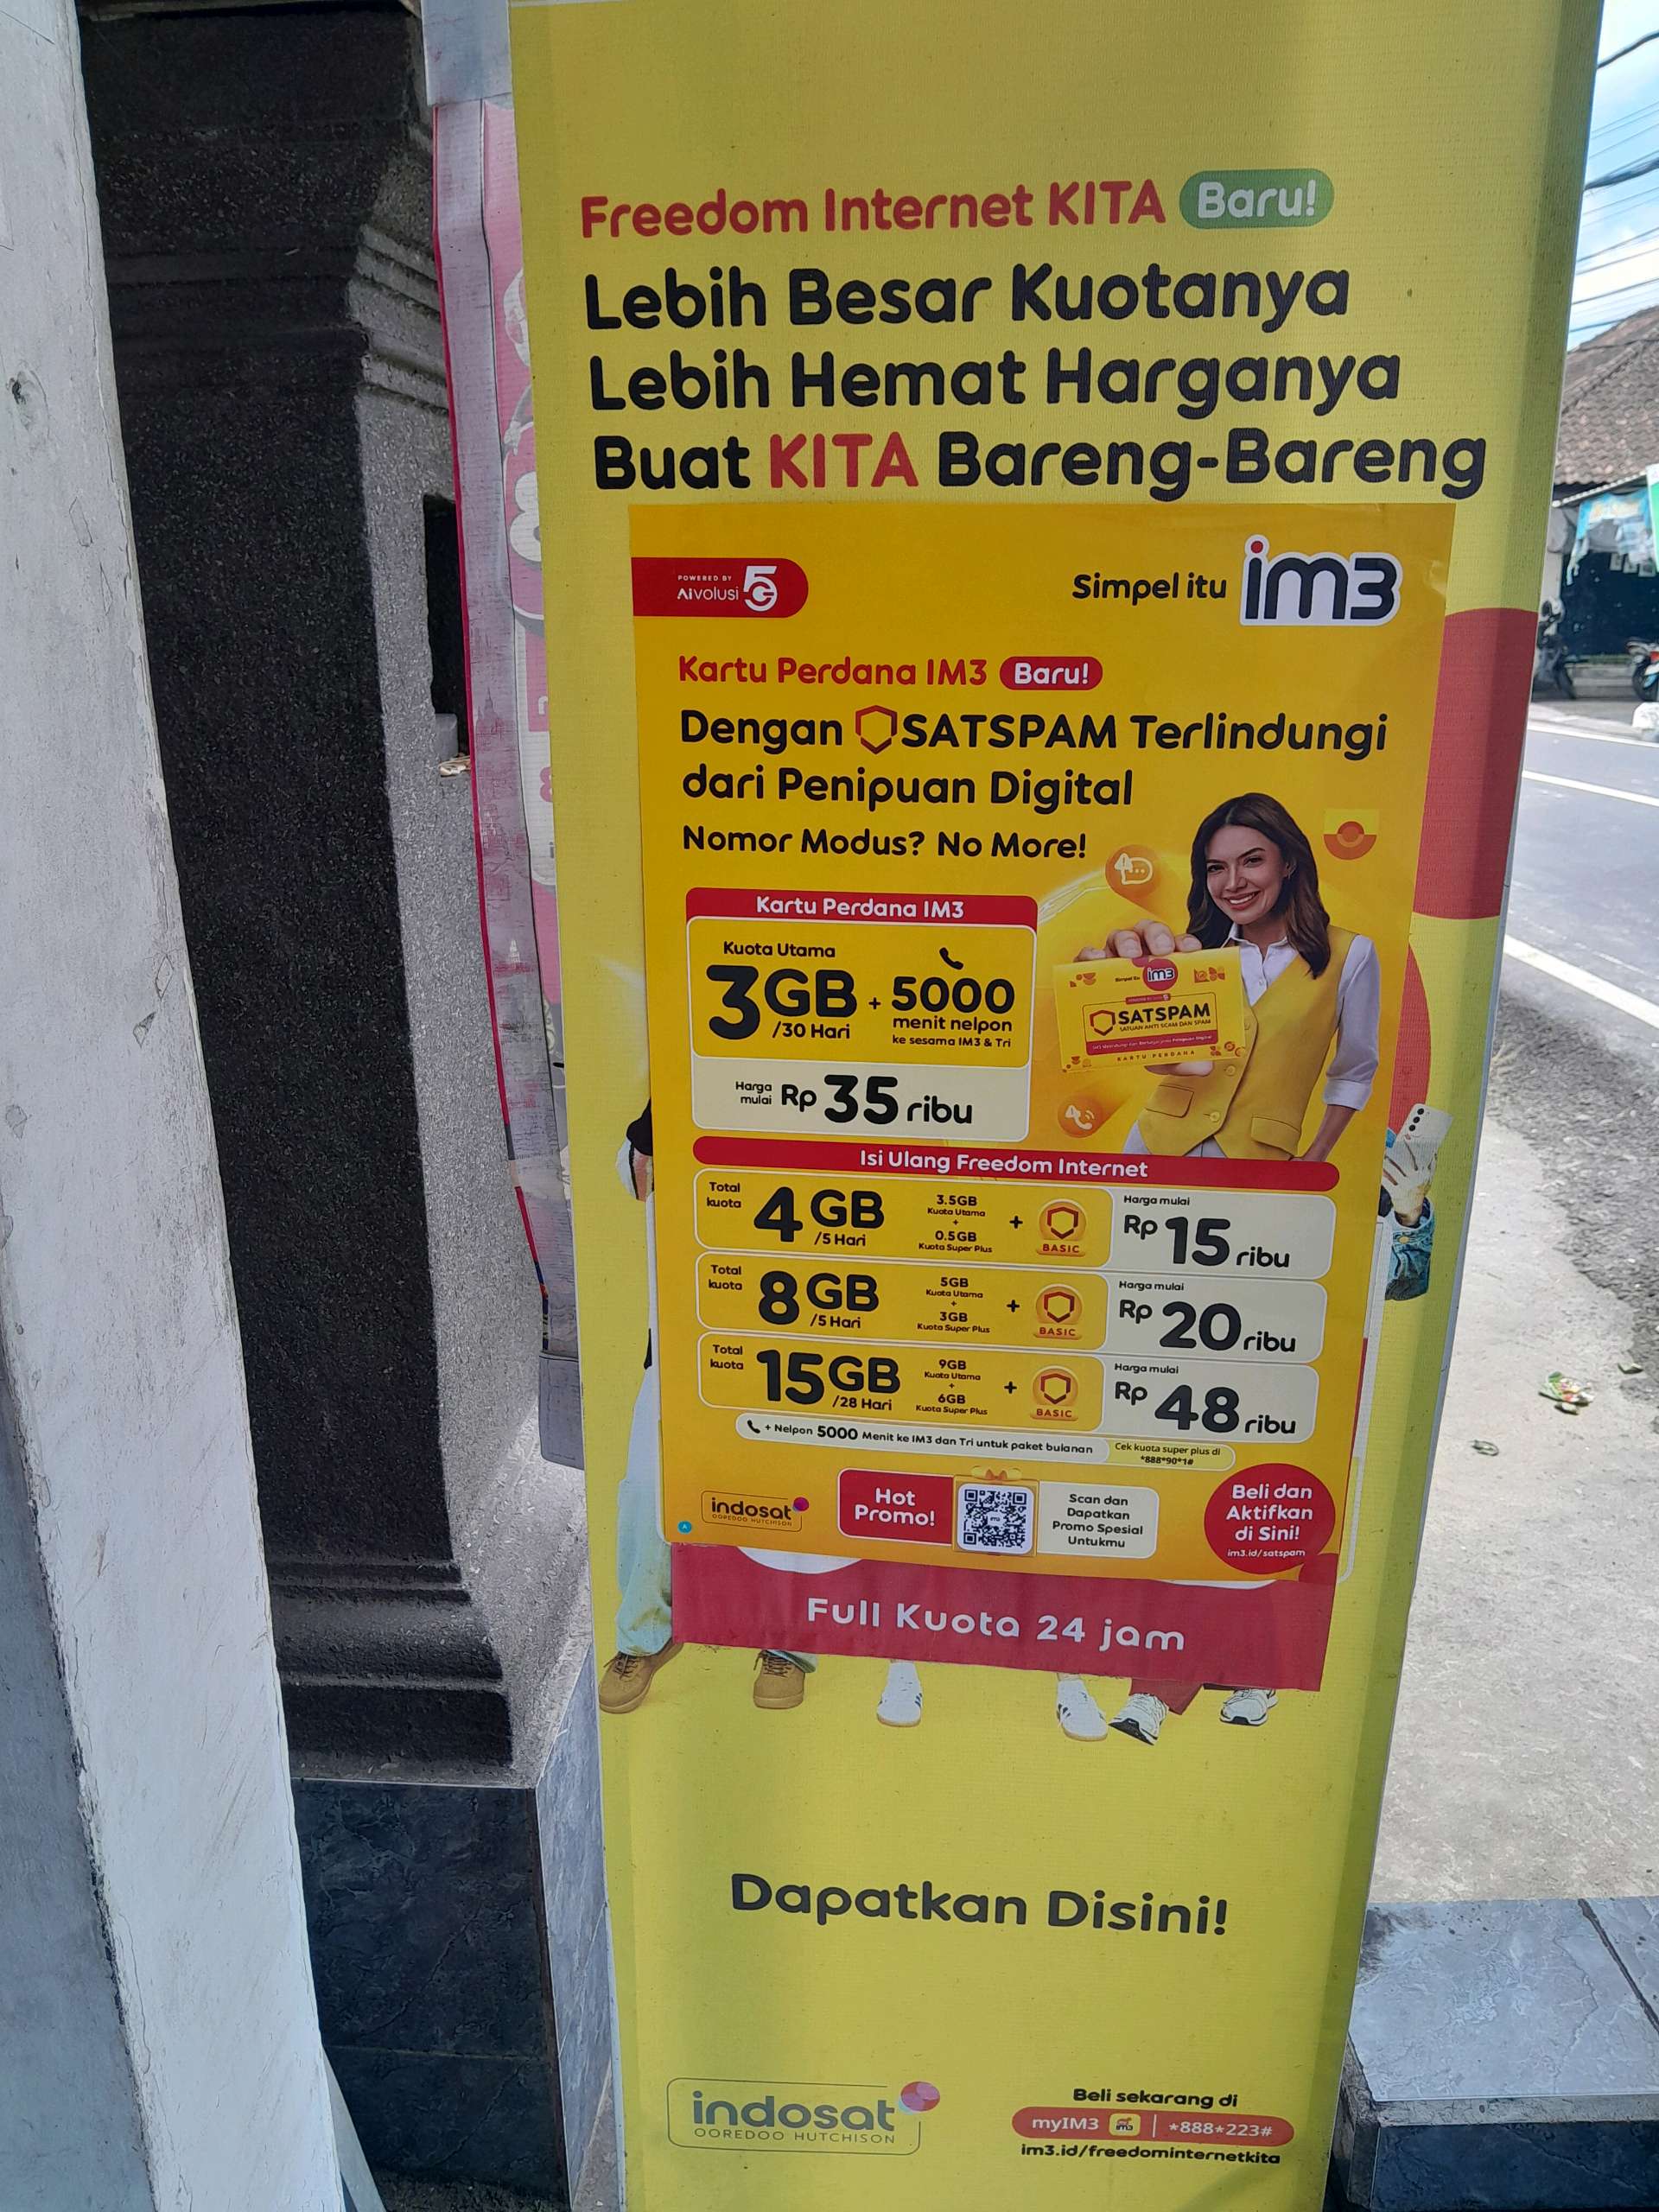 Freedom Internet KITA Baru!
Lebih Besar Kuotanya
Lebih Hemat Harganya
Buat KITA Bareng-Bareng
POWERED BY
AIvolusi 5G
Simpel itu im3
Kartu Perdana IM3 Baru!
Dengan SATSPAM Terlindungi
dari Penipuan Digital
Nomor Modus? No More!
Kartu Perdana IM3
Kuota Utama
3GB
/30 Hari
+
5000
menit nelpon
ke sesama IM3 & Tri
Harga
mulai
Rp 35 ribu
Simpel itu im3
SATSPAM
SATUAN ANTI SCAM DAN SPAM
KARTU PERDANA
Isi Ulang Freedom Internet
Total
kuota
4GB
/5 Hari
3.5GB
Kuota Utama
+
0.5GB
Kuota Super Plus
+
BASIC
Harga mulai
Rp 15 ribu
Total
kuota
8GB
/5 Hari
5GB
Kuota Utama
+
3GB
Kuota Super Plus
+
BASIC
Harga mulai
Rp 20 ribu
Total
kuota
15GB
/28 Hari
9GB
Kuota Utama
+
6GB
Kuota Super Plus
+
BASIC
Harga mulai
Rp 48 ribu
+ Nelpon 5000 Menit ke IM3 dan Tri untuk paket bulanan
Cek kuota super plus di
*888*90*1#
indosat
OOREDOO HUTCHISON
Hot
Promo!
Scan dan
Dapatkan
Promo Spesial
Untukmu
Beli dan
Aktifkan
di Sini!
im3.id/satspam
Full Kuota 24 jam
Dapatkan Disini!
indosat
OOREDOO HUTCHISON
Beli sekarang di
myIM3 im3 | *888*223#
im3.id/freedominternetkita